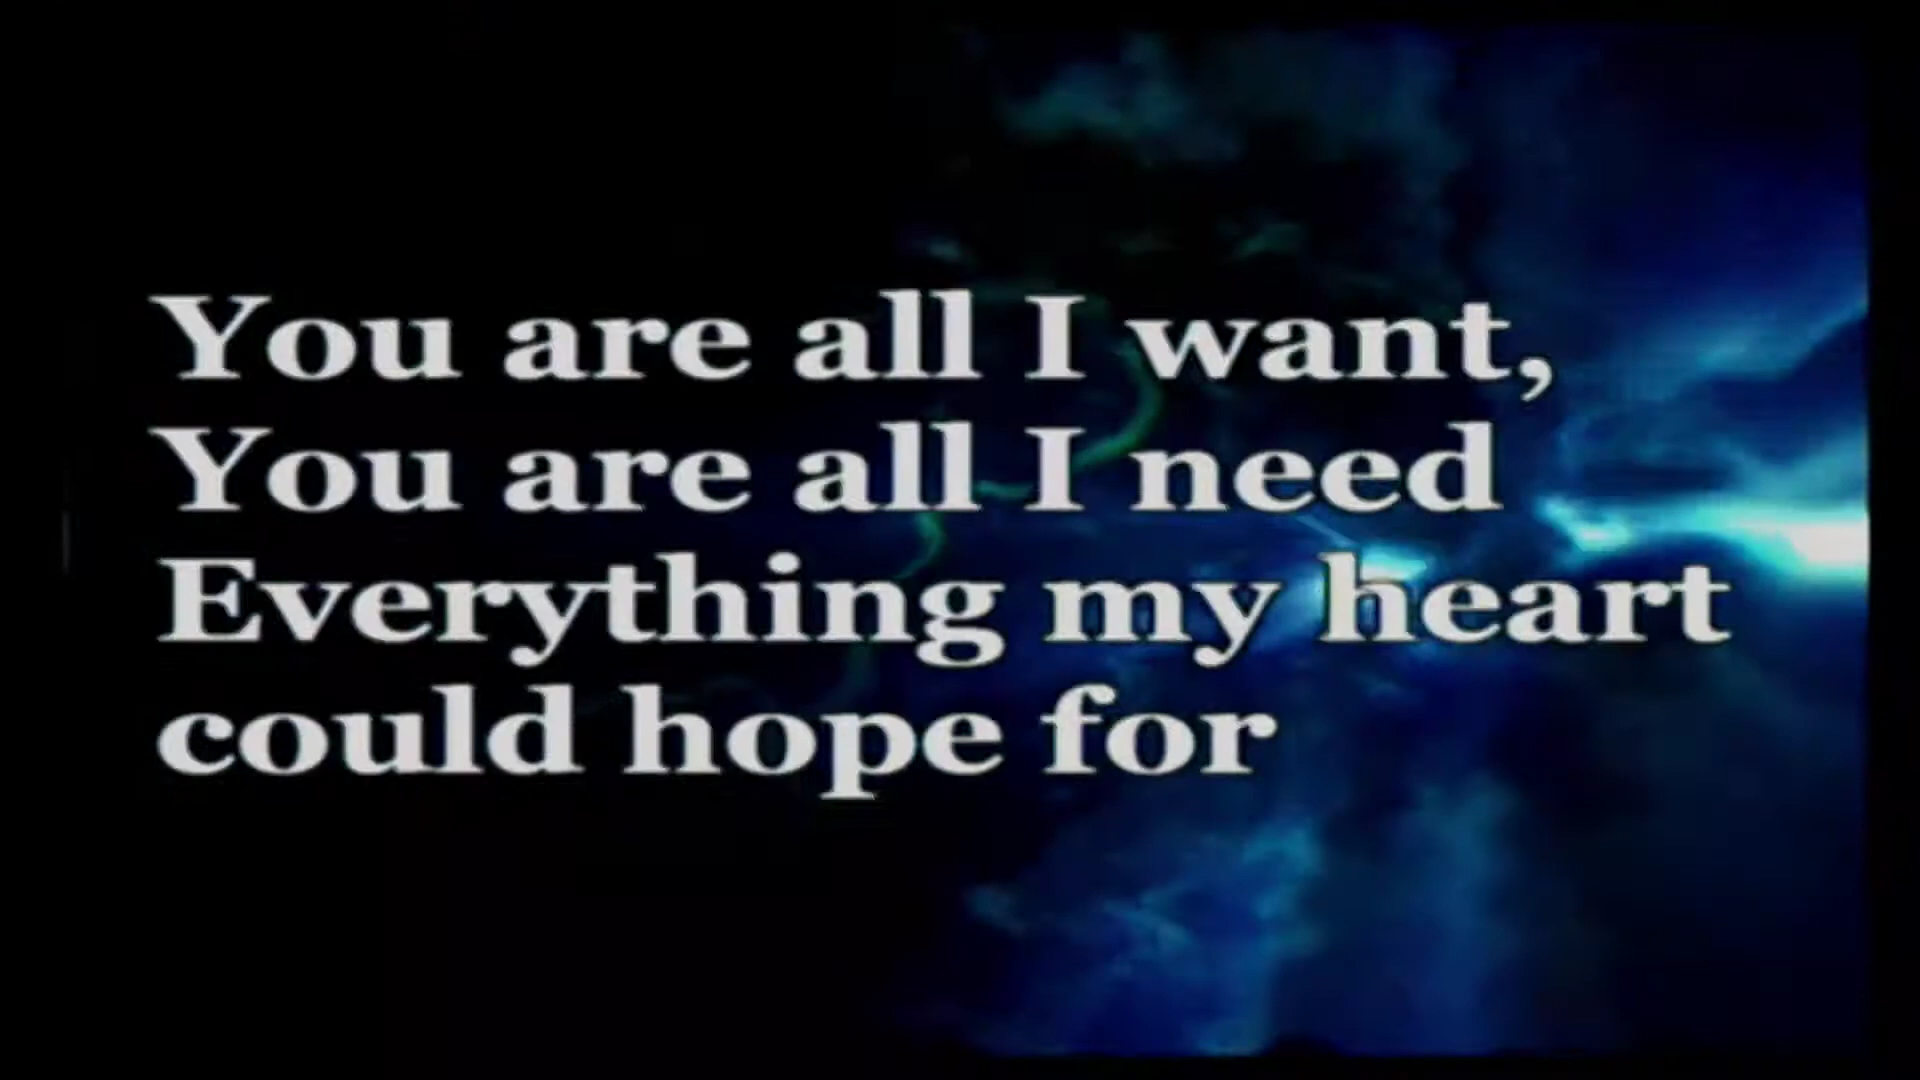 You are all I want,
You are all I need
Everything my heart
could hope for